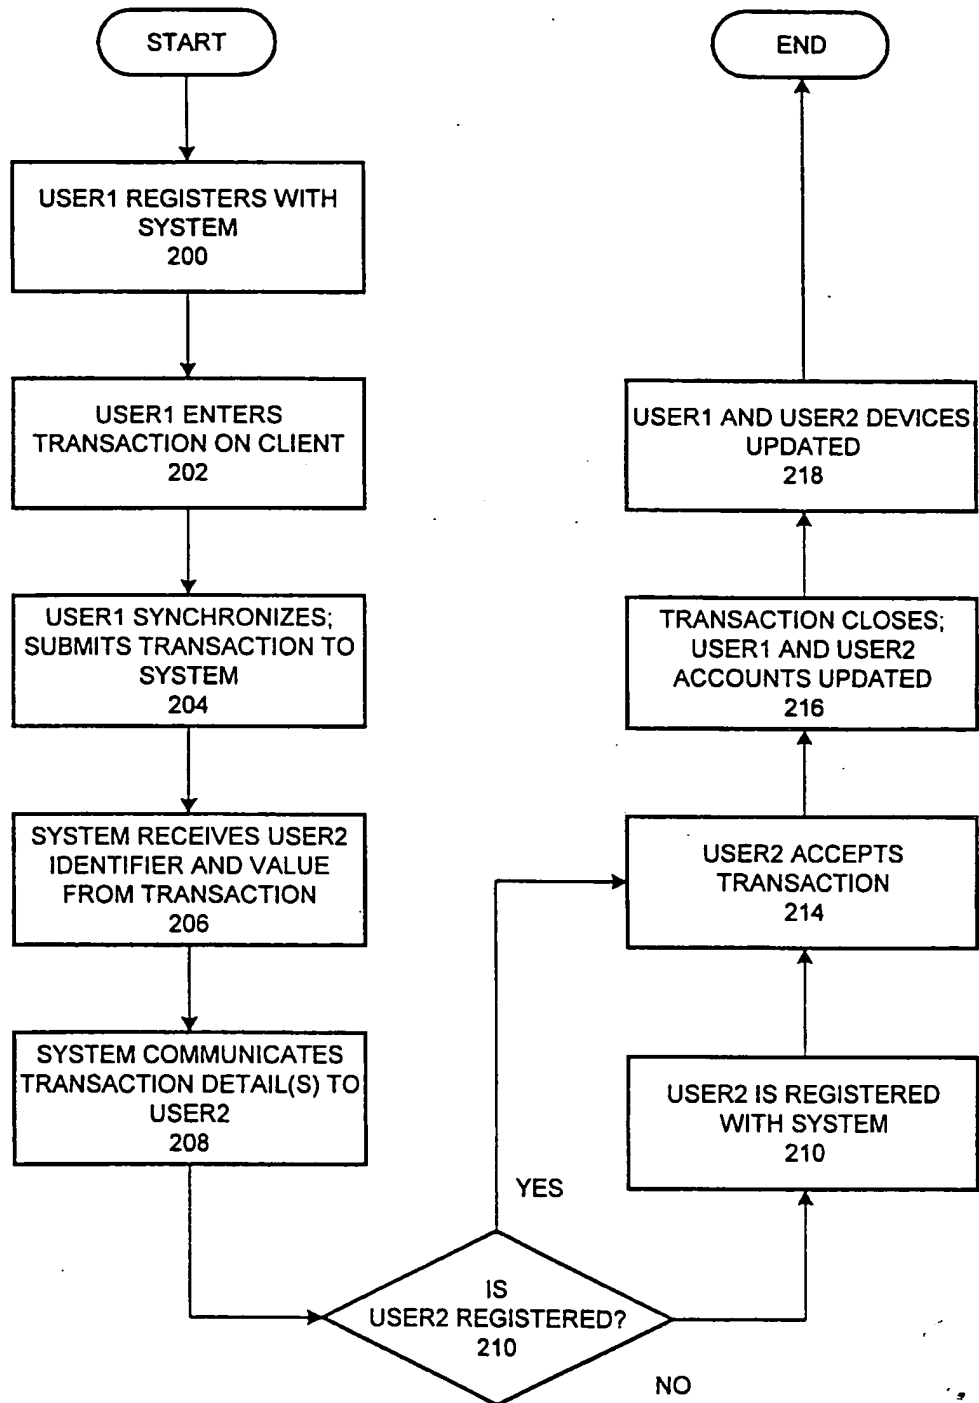 START
USER1 REGISTERS WITH
SYSTEM
200
USER1 ENTERS
TRANSACTION ON CLIENT
202
USER1 SYNCHRONIZES;
SUBMITS TRANSACTION TO
SYSTEM
204
SYSTEM RECEIVES USER2
IDENTIFIER AND VALUE
FROM TRANSACTION
206
SYSTEM COMMUNICATES
TRANSACTION DETAIL(S) TO
USER2
208
IS
USER2 REGISTERED?
210
YES
NO
USER2 IS REGISTERED
WITH SYSTEM
210
USER2 ACCEPTS
TRANSACTION
214
TRANSACTION CLOSES;
USER1 AND USER2
ACCOUNTS UPDATED
216
USER1 AND USER2 DEVICES
UPDATED
218
END